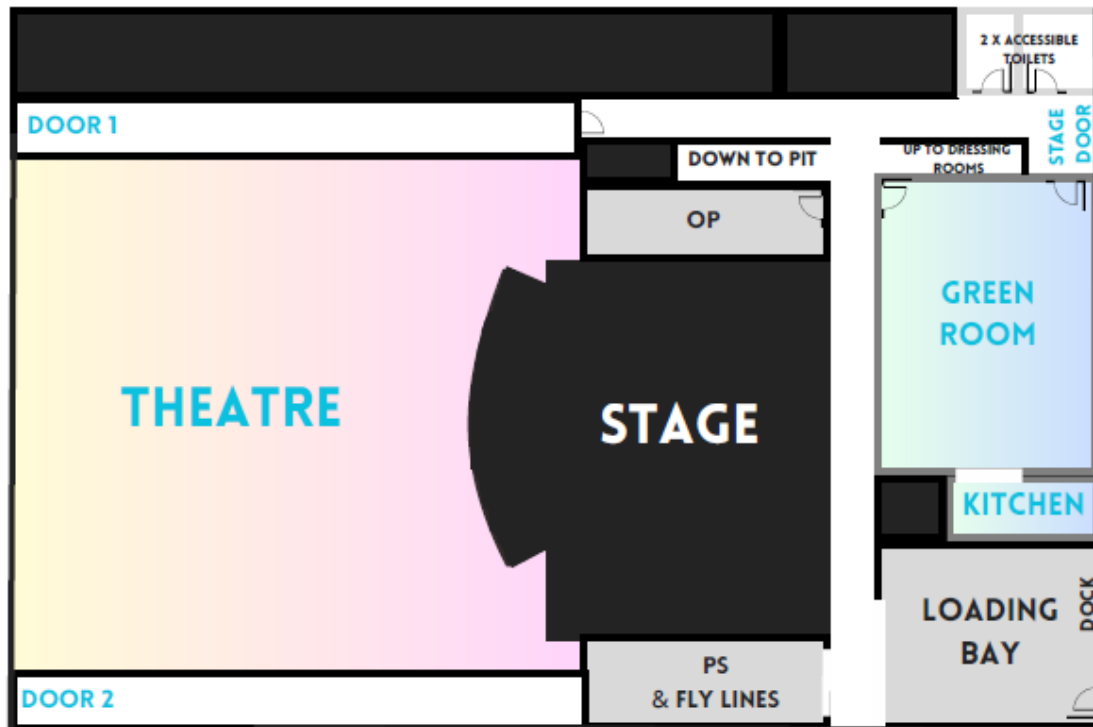 2 X ACCESSIBLE
TOILETS
DOOR 1
STAGE
DOOR
DOWN TO PIT
UP TO DRESSING
ROOMS
OP
GREEN
ROOM
THEATRE
STAGE
KITCHEN
LOADING
BAY
DOCK
PS
& FLY LINES
DOOR 2